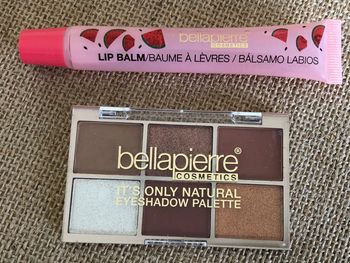 bellapierre
COSMETICS
LIP BALM/BAUME À LÈVRES / BÁLSAMO LABIOS
bellapierre®
COSMETICS
IT'S ONLY NATURAL
EYESHADOW PALETTE